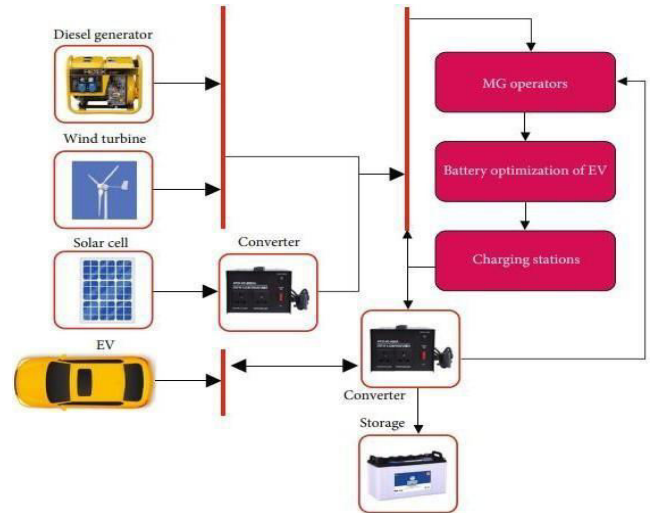 Diesel generator
MG operators
Wind turbine
Battery optimization of EV
Solar cell
Converter
Charging stations
EV
Converter
Storage